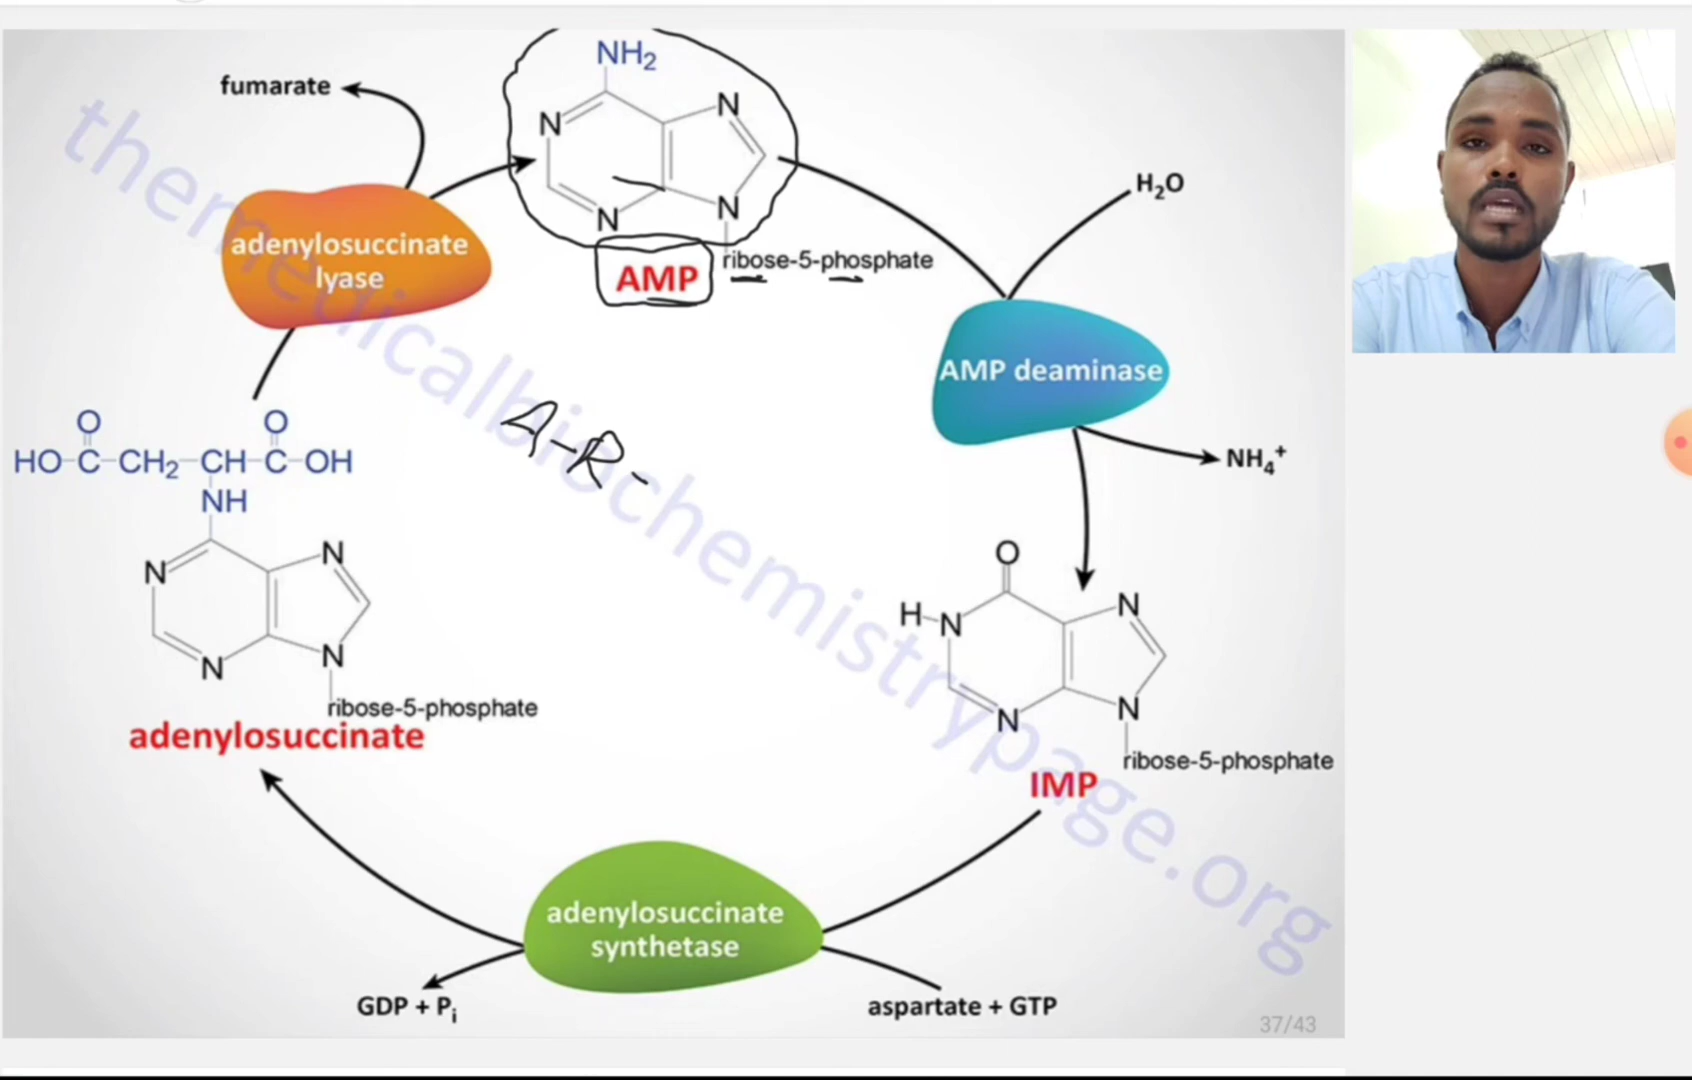 NH2
fumarate
N
N
N
N
H2O
adenylosuccinate
lyase
AMP
ribose-5-phosphate
AMP deaminase
A-R-
O
O
HO-C-CH2-CH-C-OH
NH
NH4+
O
N
N
H-N
N
N
N
N
N
ribose-5-phosphate
adenylosuccinate
ribose-5-phosphate
IMP
adenylosuccinate
synthetase
GDP + Pi
aspartate + GTP
37/43
themedicalbiochemistrypage.org